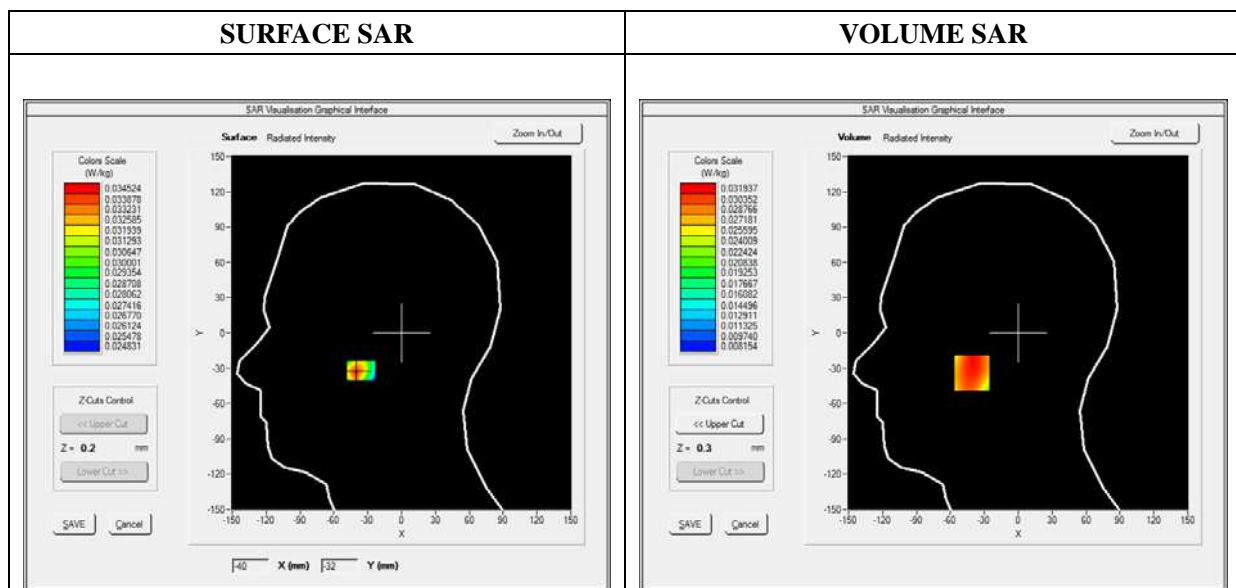 SURFACE SAR
VOLUME SAR
SAR Visualisation Graphical Interface
Surface Radiated Intensity
Zoom In/Out
Colors Scale
(W/kg)
0.034524
0.033878
0.033231
0.032585
0.031939
0.031293
0.030647
0.030001
0.029354
0.028708
0.028062
0.027416
0.026770
0.026124
0.025478
0.024831
150
120
90
60
30
0
-30
-60
-90
-120
-150
Y
-150 -120 -90 -60 -30 0 30 60 90 120 150
X
Z-Cuts Control
<< Upper Cut
Z = 0.2 mm
Lower Cut >>
SAVE Cancel
-40 X (mm) -32 Y (mm)
SAR Visualisation Graphical Interface
Volume Radiated Intensity
Zoom In/Out
Colors Scale
(W/kg)
0.031937
0.030352
0.028766
0.027181
0.025595
0.024009
0.022424
0.020838
0.019253
0.017667
0.016082
0.014496
0.012911
0.011325
0.009740
0.008154
150
120
90
60
30
0
-30
-60
-90
-120
-150
Y
-150 -120 -90 -60 -30 0 30 60 90 120 150
X
Z-Cuts Control
<< Upper Cut
Z = 0.3 mm
Lower Cut >>
SAVE Cancel